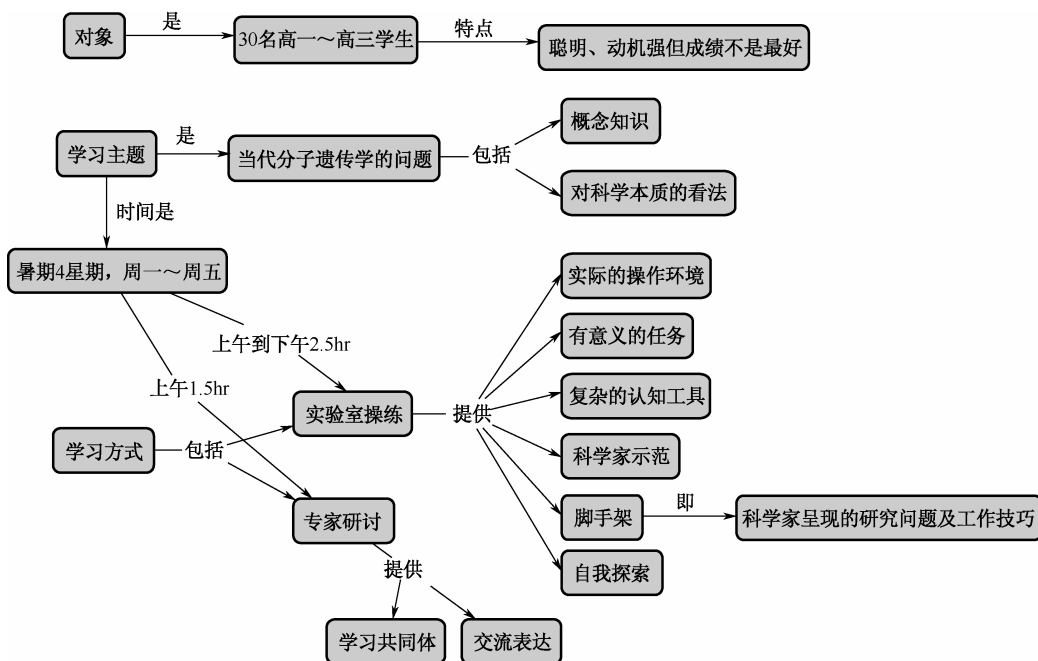 对象
是
30名高一～高三学生
特点
聪明、动机强但成绩不是最好
学习主题
是
当代分子遗传学的问题
包括
概念知识
对科学本质的看法
时间是
暑期4星期，周一～周五
上午到下午2.5hr
上午1.5hr
学习方式
包括
实验室操练
提供
实际的操作环境
有意义的任务
复杂的认知工具
科学家示范
脚手架
即
科学家呈现的研究问题及工作技巧
自我探索
专家研讨
提供
学习共同体
交流表达